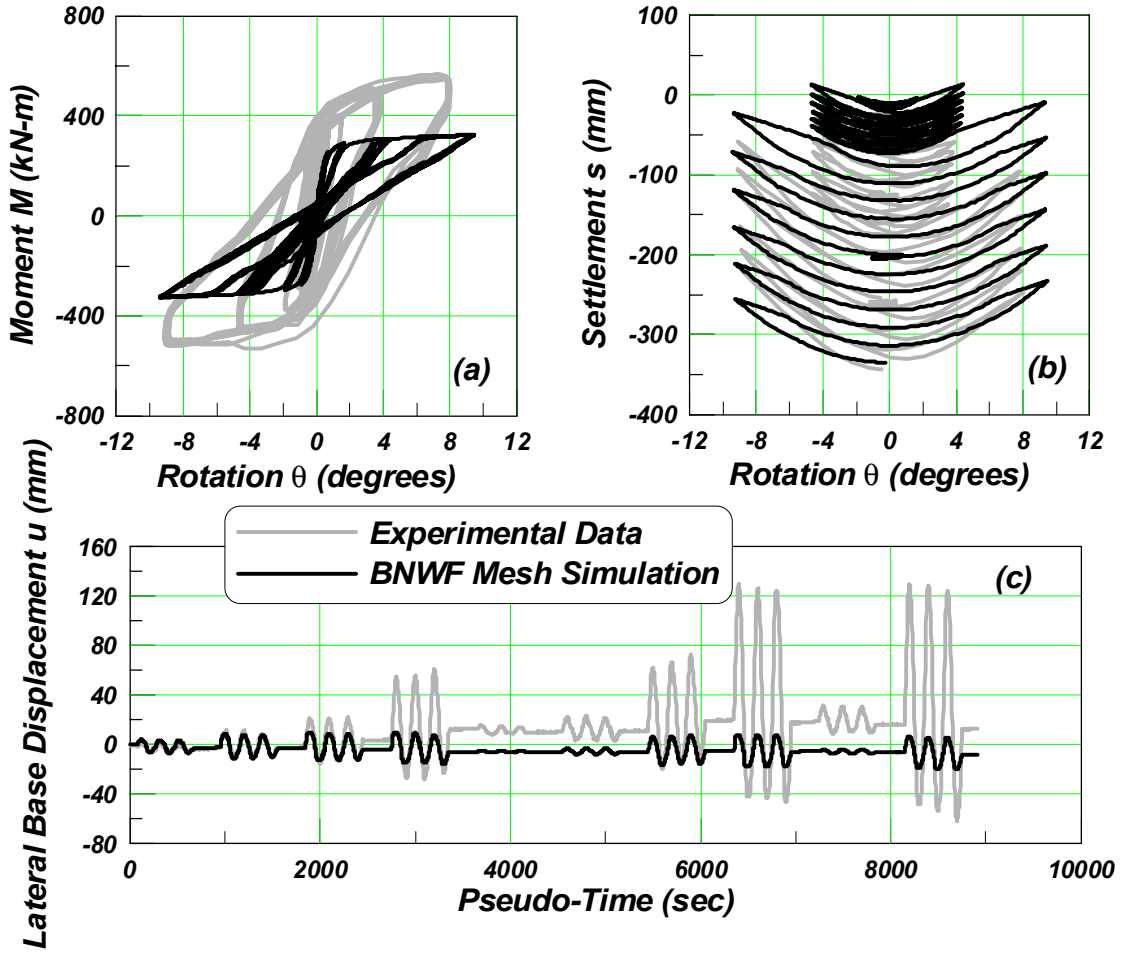 800
400
0
-400
-800
Moment M (kN-m)
(a)
-12 -8 -4 0 4 8 12
Rotation θ (degrees)
100
0
-100
-200
-300
-400
Settlement s (mm)
(b)
-12 -8 -4 0 4 8 12
Rotation θ (degrees)
Experimental Data
BNWF Mesh Simulation
160
120
80
40
0
-40
-80
Lateral Base Displacement u (mm)
(c)
0 2000 4000 6000 8000 10000
Pseudo-Time (sec)